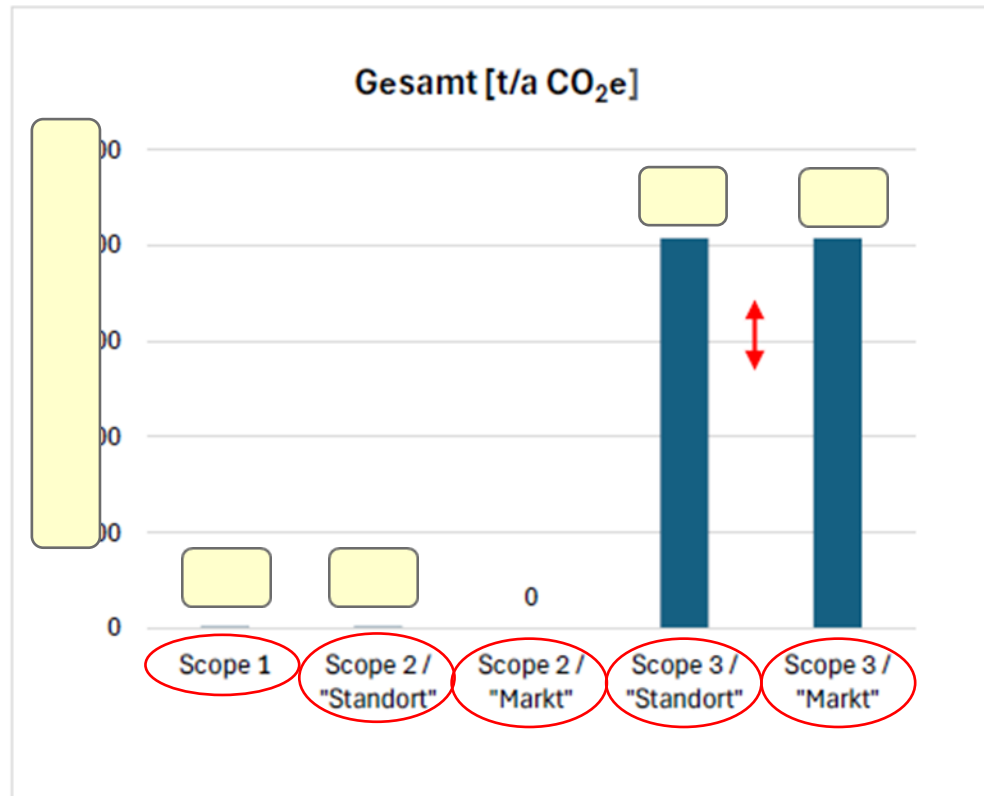 Gesamt [t/a CO₂e]
00
00
00
00
00
0
0
Scope 1
Scope 2 /
"Standort"
Scope 2 /
"Markt"
Scope 3 /
"Standort"
Scope 3 /
"Markt"